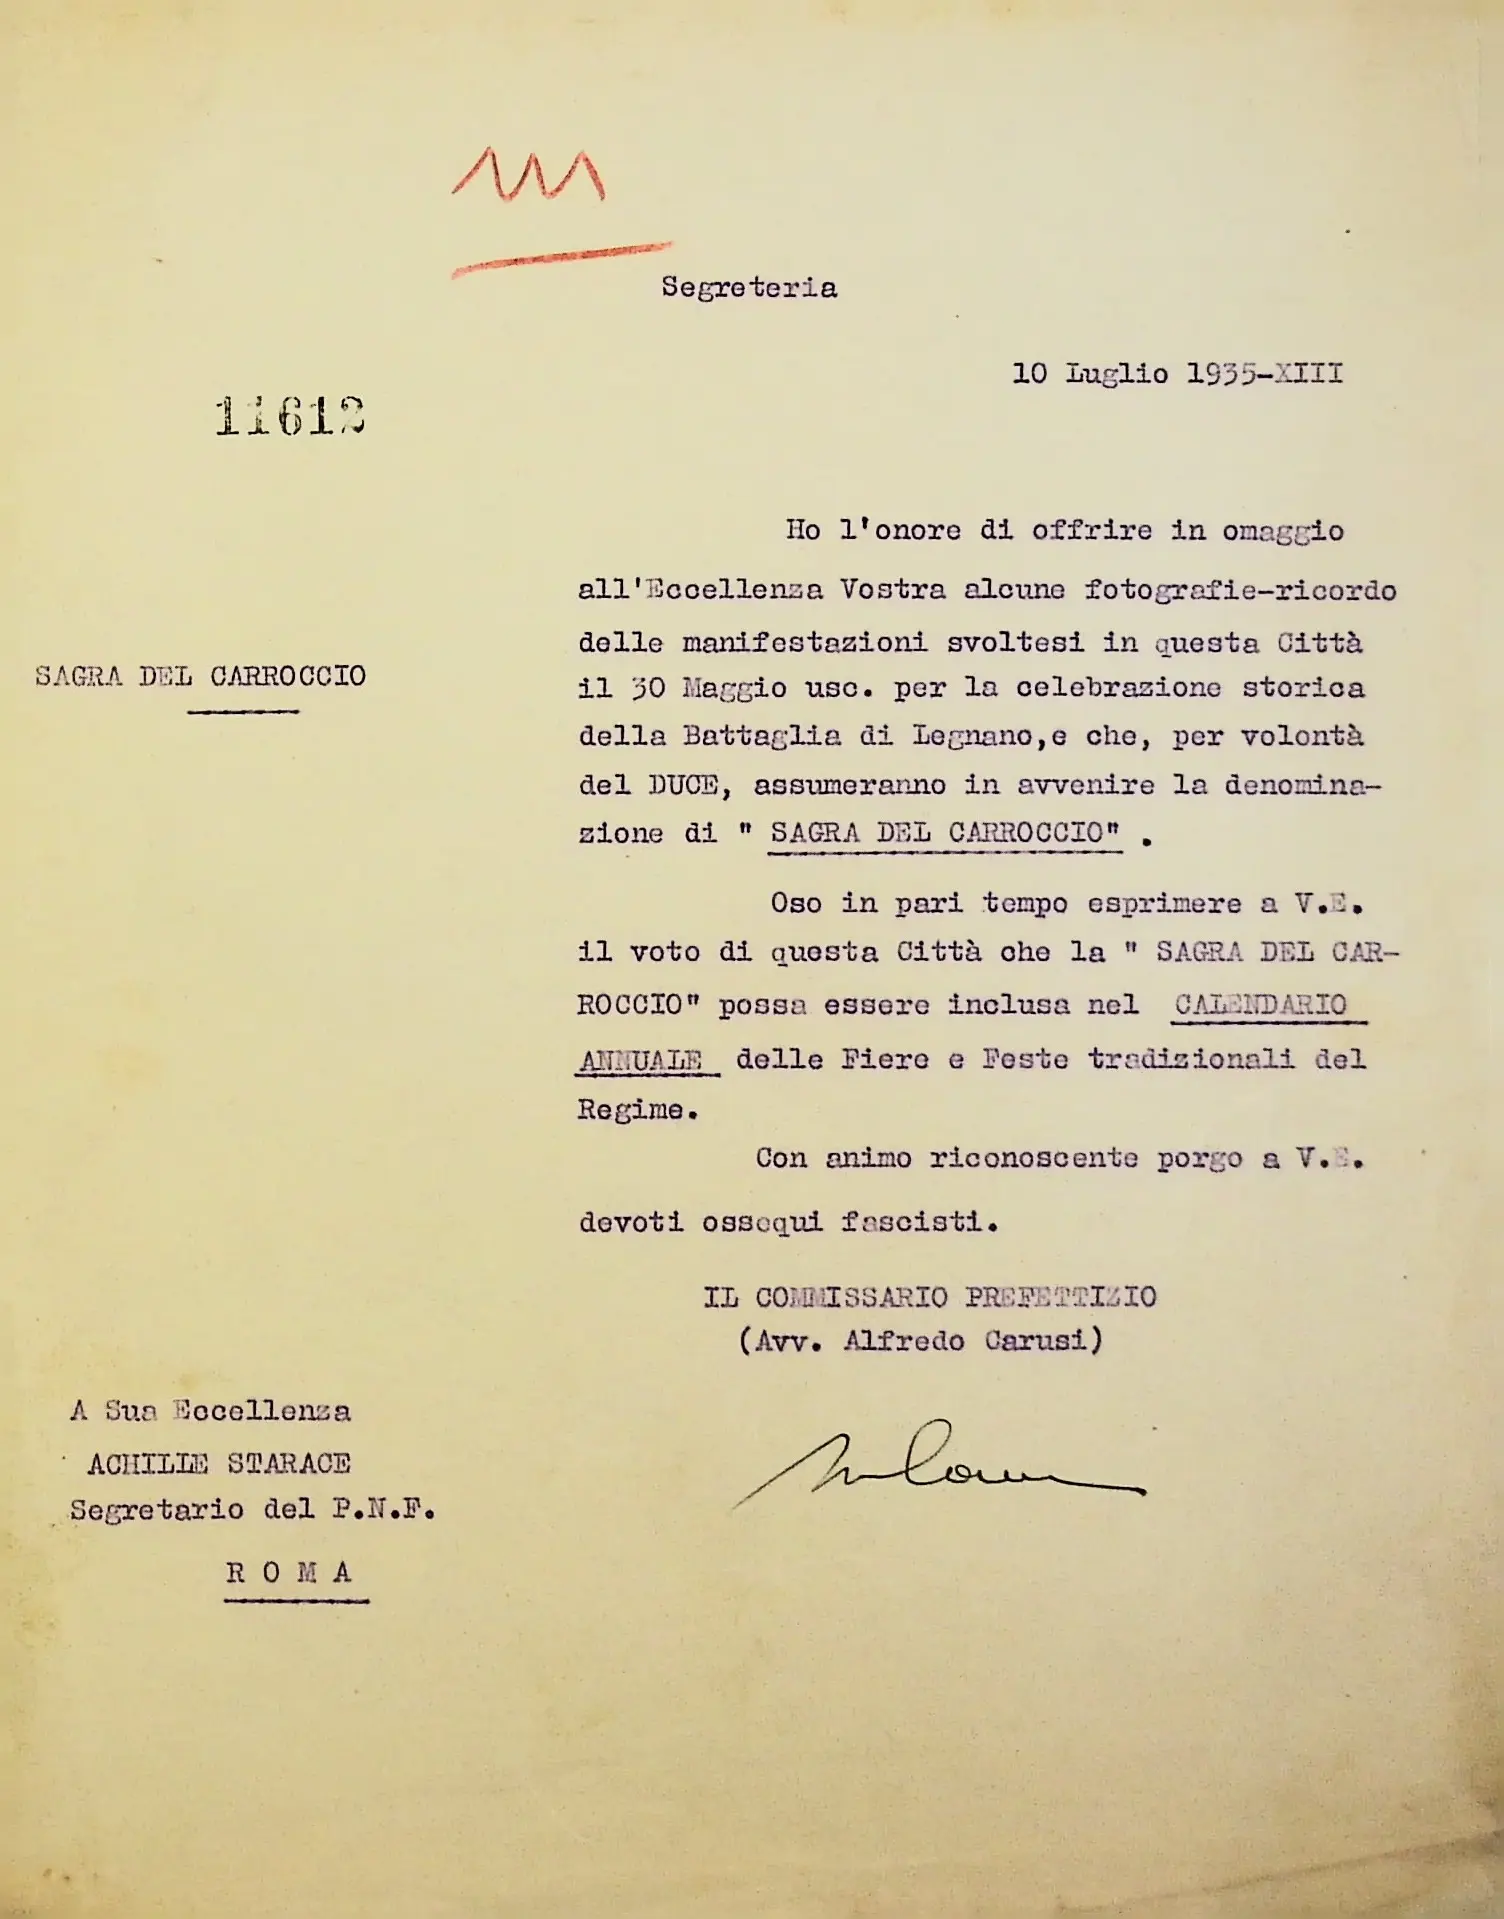 Segreteria
10 Luglio 1935-XIII
11612
SAGRA DEL CARROCCIO
Ho l'onore di offrire in omaggio
all'Eccellenza Vostra alcune fotografie-ricordo
delle manifestazioni svoltesi in questa Città
il 30 Maggio usc. per la celebrazione storica
della Battaglia di Legnano,e che, per volontà
del DUCE, assumeranno in avvenire la denomina-
zione di " SAGRA DEL CARROCCIO" .
Oso in pari tempo esprimere a V.E.
il voto di questa Città che la " SAGRA DEL CAR-
ROCCIO" possa essere inclusa nel CALENDARIO
ANNUALE delle Fiere e Feste tradizionali del
Regime.
Con animo riconoscente porgo a V.E.
devoti ossequi fascisti.
IL COMMISSARIO PREFETTIZIO
(Avv. Alfredo Carusi)
A Sua Eccellenza
ACHILLE STARACE
Segretario del P.N.F.
R O M A